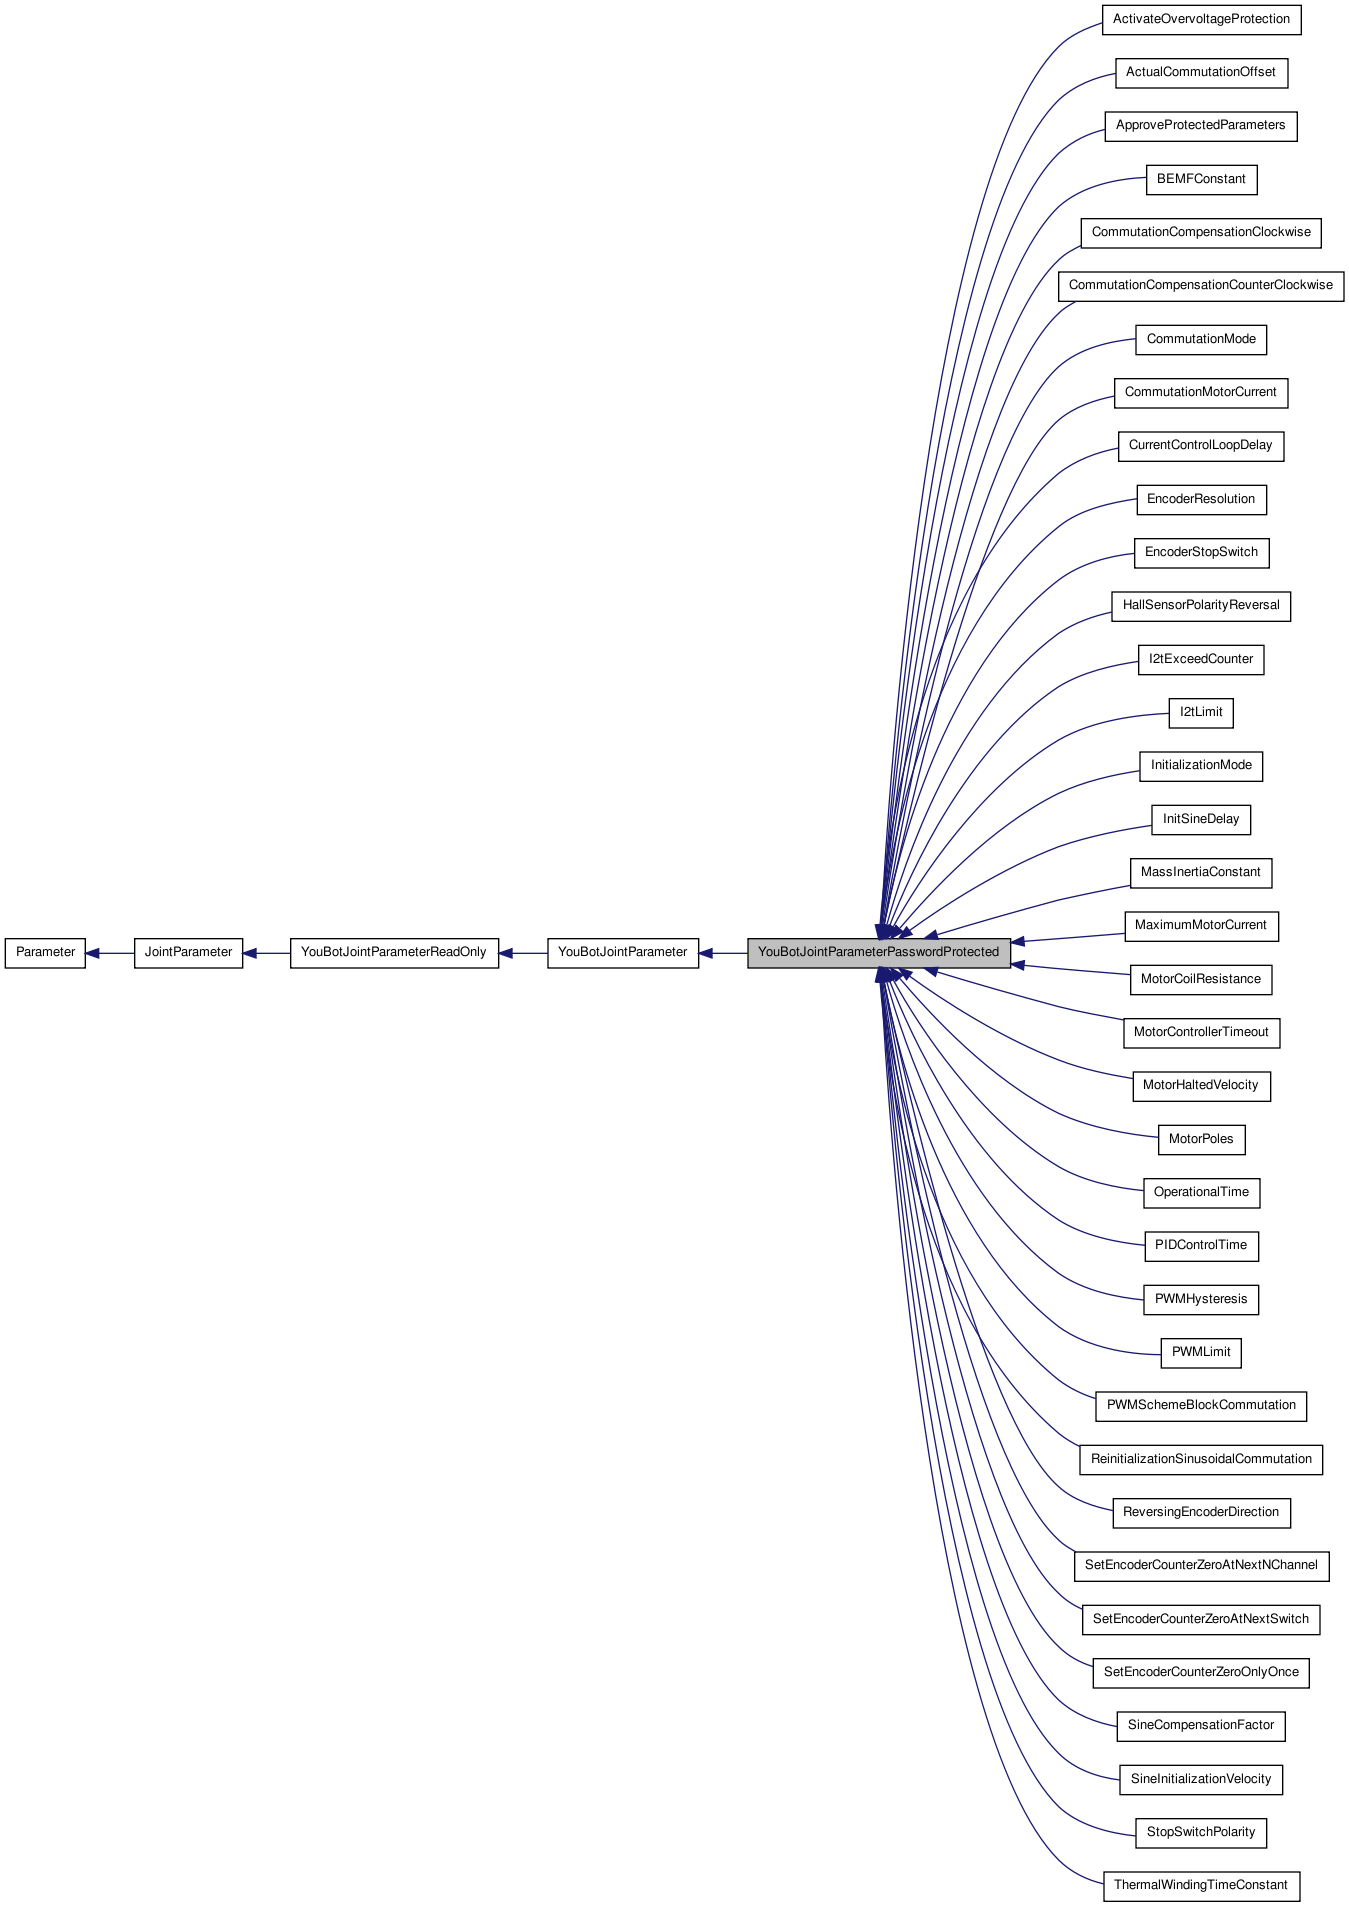 ActivateOvervoltageProtection
ActualCommutationOffset
ApproveProtectedParameters
BEMFConstant
CommutationCompensationClockwise
CommutationCompensationCounterClockwise
CommutationMode
CommutationMotorCurrent
CurrentControlLoopDelay
EncoderResolution
EncoderStopSwitch
HallSensorPolarityReversal
I2tExceedCounter
I2tLimit
InitializationMode
InitSineDelay
MassInertiaConstant
MaximumMotorCurrent
Parameter
JointParameter
YouBotJointParameterReadOnly
YouBotJointParameter
YouBotJointParameterPasswordProtected
MotorCoilResistance
MotorControllerTimeout
MotorHaltedVelocity
MotorPoles
OperationalTime
PIDControlTime
PWMHysteresis
PWMLimit
PWMSchemeBlockCommutation
ReinitializationSinusoidalCommutation
ReversingEncoderDirection
SetEncoderCounterZeroAtNextNChannel
SetEncoderCounterZeroAtNextSwitch
SetEncoderCounterZeroOnlyOnce
SineCompensationFactor
SineInitializationVelocity
StopSwitchPolarity
ThermalWindingTimeConstant